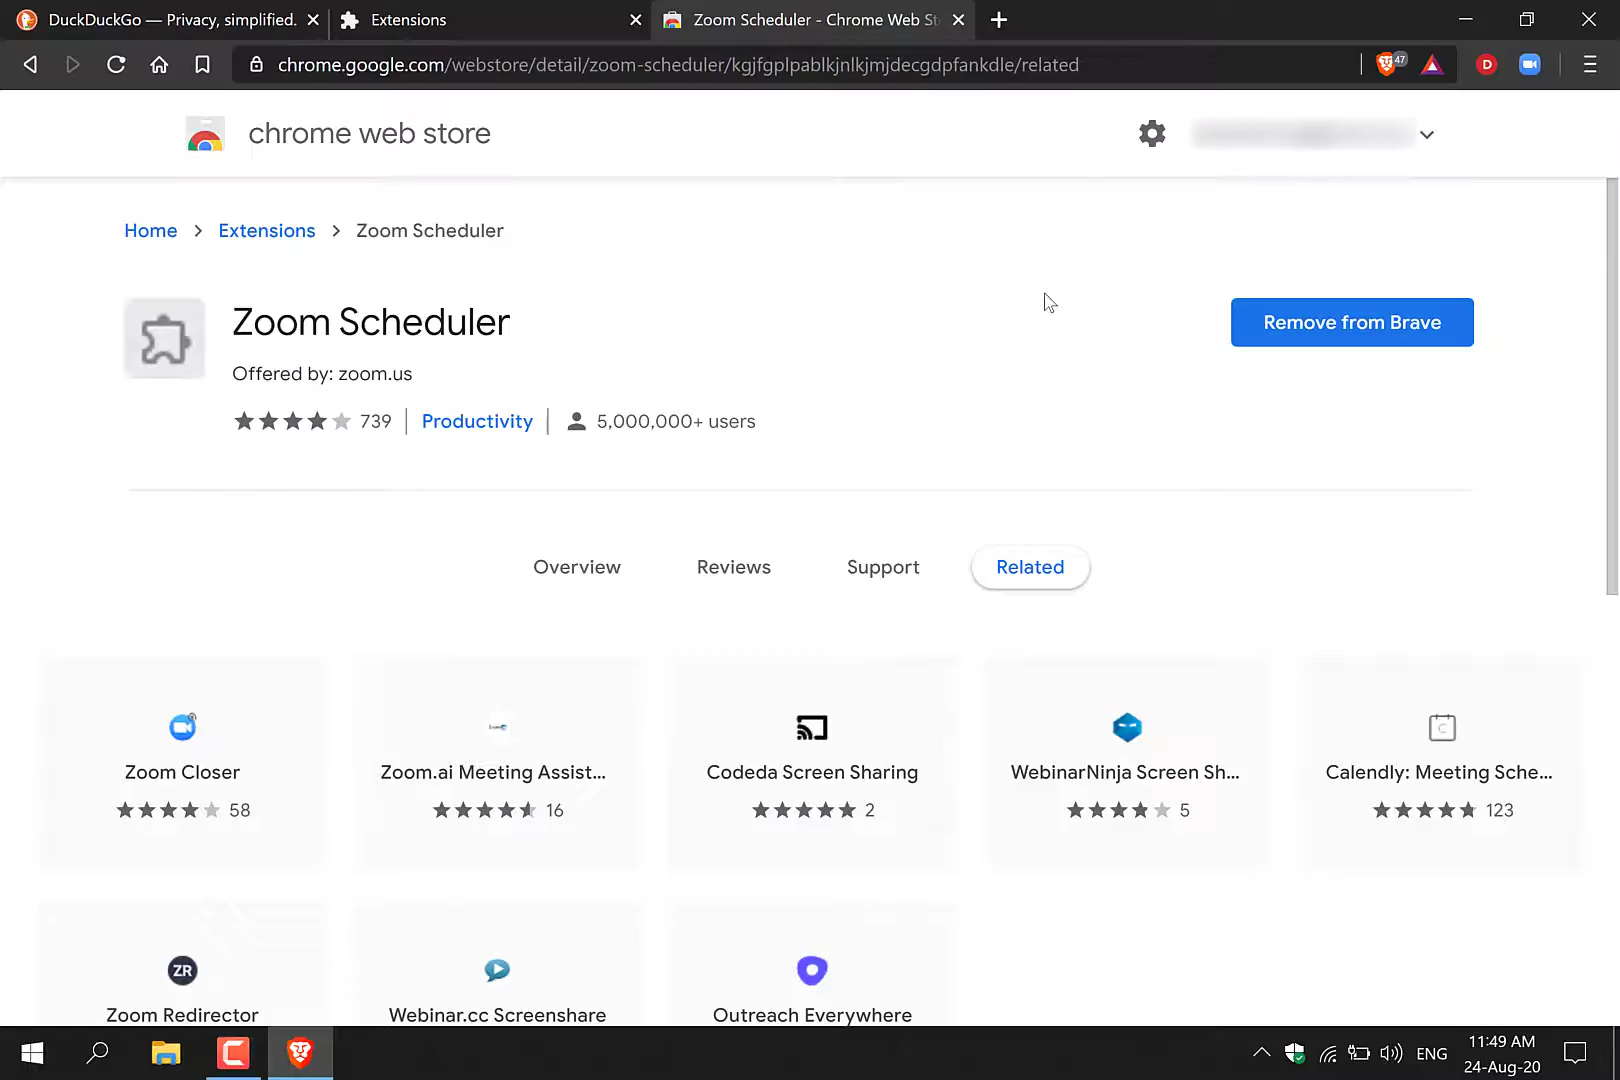 DuckDuckGo — Privacy, simplified.
Extensions
Zoom Scheduler - Chrome Web St
chrome.google.com/webstore/detail/zoom-scheduler/kgjfgplpablkjnlkjmjdecgdpfankdle/related
47
D
chrome web store
Home > Extensions > Zoom Scheduler
Zoom Scheduler
Remove from Brave
Offered by: zoom.us
739 | Productivity | 5,000,000+ users
Overview
Reviews
Support
Related
Zoom Closer
58
Zoom.ai Meeting Assist...
16
Codeda Screen Sharing
2
WebinarNinja Screen Sh...
5
Calendly: Meeting Sche...
123
ZR
Zoom Redirector
Webinar.cc Screenshare
Outreach Everywhere
ENG
11:49 AM
24-Aug-20